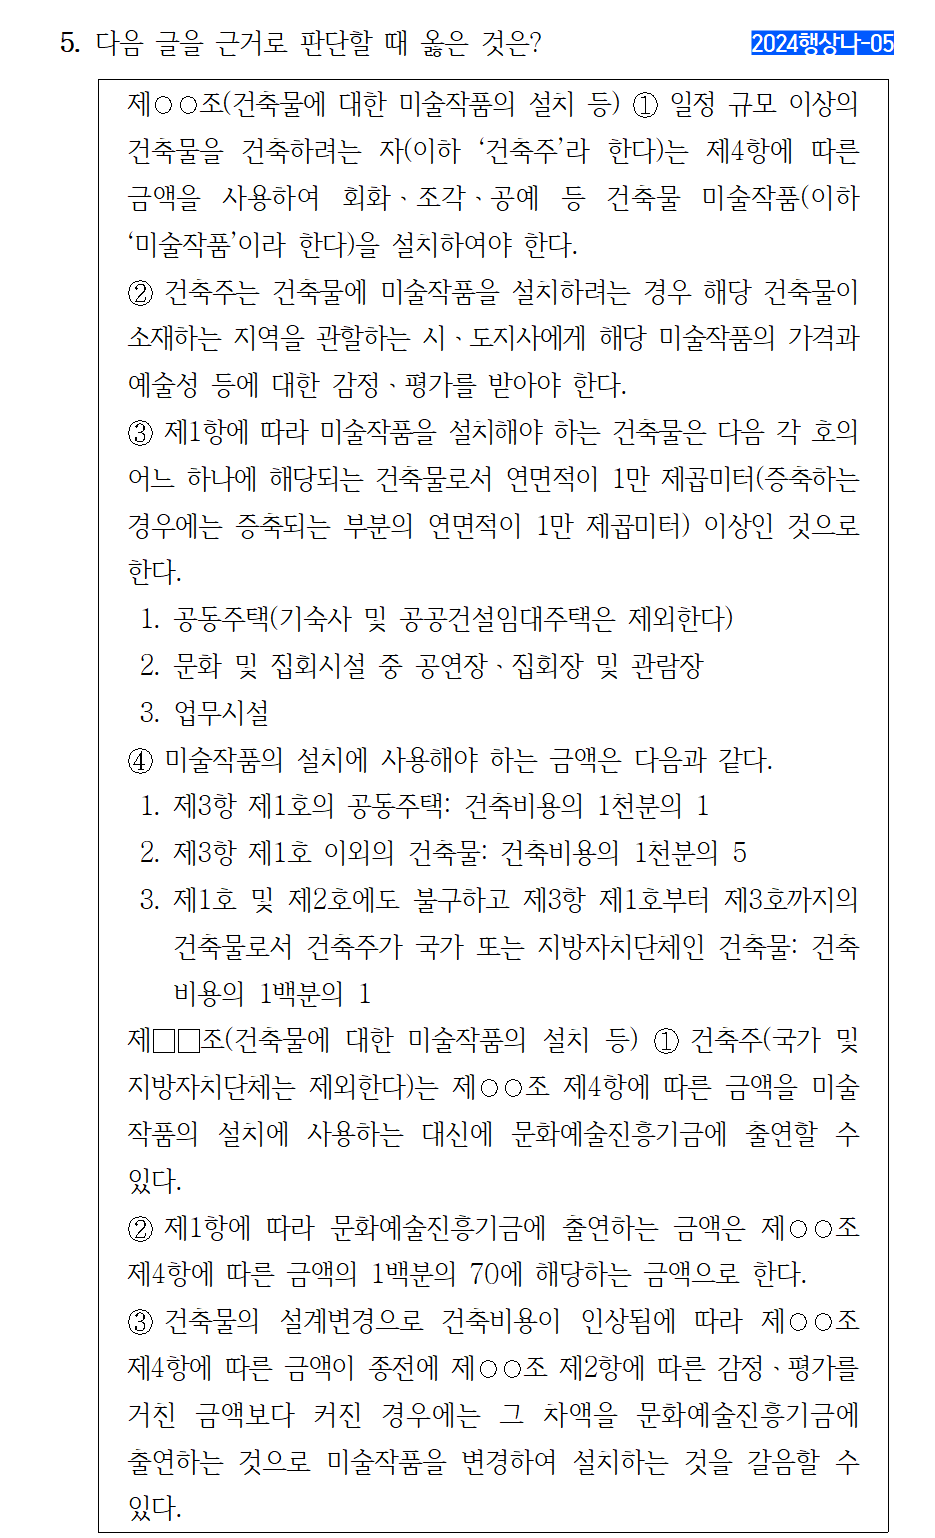 5. 다음 글을 근거로 판단할 때 옳은 것은?
2024행상나-05
제○○조(건축물에 대한 미술작품의 설치 등) ① 일정 규모 이상의
건축물을 건축하려는 자(이하 ‘건축주’라 한다)는 제4항에 따른
금액을 사용하여 회화ㆍ조각ㆍ공예 등 건축물 미술작품(이하
‘미술작품’이라 한다)을 설치하여야 한다.
② 건축주는 건축물에 미술작품을 설치하려는 경우 해당 건축물이
소재하는 지역을 관할하는 시ㆍ도지사에게 해당 미술작품의 가격과
예술성 등에 대한 감정ㆍ평가를 받아야 한다.
③ 제1항에 따라 미술작품을 설치해야 하는 건축물은 다음 각 호의
어느 하나에 해당되는 건축물로서 연면적이 1만 제곱미터(증축하는
경우에는 증축되는 부분의 연면적이 1만 제곱미터) 이상인 것으로
한다.
1. 공동주택(기숙사 및 공공건설임대주택은 제외한다)
2. 문화 및 집회시설 중 공연장ㆍ집회장 및 관람장
3. 업무시설
④ 미술작품의 설치에 사용해야 하는 금액은 다음과 같다.
1. 제3항 제1호의 공동주택: 건축비용의 1천분의 1
2. 제3항 제1호 이외의 건축물: 건축비용의 1천분의 5
3. 제1호 및 제2호에도 불구하고 제3항 제1호부터 제3호까지의
건축물로서 건축주가 국가 또는 지방자치단체인 건축물: 건축
비용의 1백분의 1
제□□조(건축물에 대한 미술작품의 설치 등) ① 건축주(국가 및
지방자치단체는 제외한다)는 제○○조 제4항에 따른 금액을 미술
작품의 설치에 사용하는 대신에 문화예술진흥기금에 출연할 수
있다.
② 제1항에 따라 문화예술진흥기금에 출연하는 금액은 제○○조
제4항에 따른 금액의 1백분의 70에 해당하는 금액으로 한다.
③ 건축물의 설계변경으로 건축비용이 인상됨에 따라 제○○조
제4항에 따른 금액이 종전에 제○○조 제2항에 따른 감정ㆍ평가를
거친 금액보다 커진 경우에는 그 차액을 문화예술진흥기금에
출연하는 것으로 미술작품을 변경하여 설치하는 것을 갈음할 수
있다.